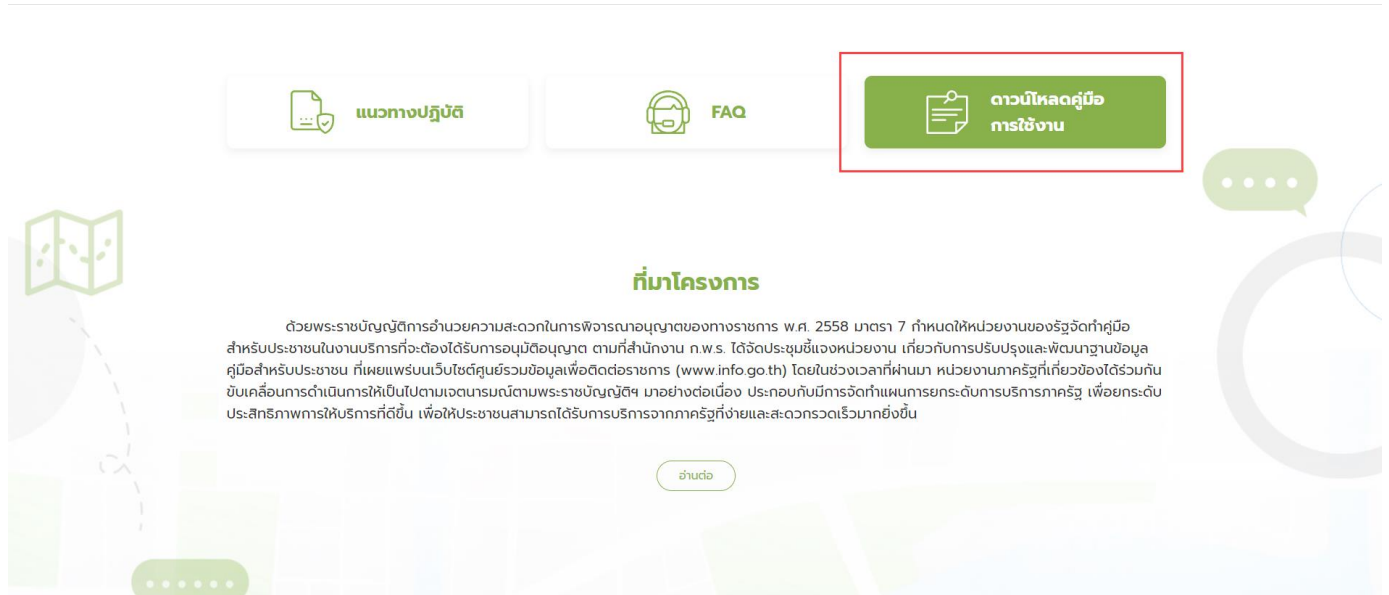 แนวทางปฏิบัติ
FAQ
ดาวน์โหลดคู่มือ
การใช้งาน
ที่มาโครงการ
ด้วยพระราชบัญญัติการอำนวยความสะดวกในการพิจารณาอนุญาตของทางราชการ พ.ศ. 2558 มาตรา 7 กำหนดให้หน่วยงานของรัฐจัดทำคู่มือ
สำหรับประชาชนในงานบริการที่จะต้องได้รับการอนุมัติอนุญาต ตามที่สำนักงาน ก.พ.ร. ได้จัดประชุมชี้แจงหน่วยงาน เกี่ยวกับการปรับปรุงและพัฒนาฐานข้อมูล
คู่มือสำหรับประชาชน ที่เผยแพร่บนเว็บไซต์ศูนย์รวมข้อมูลเพื่อติดต่อราชการ (www.info.go.th) โดยในช่วงเวลาที่ผ่านมา หน่วยงานภาครัฐที่เกี่ยวข้องได้ร่วมกัน
ขับเคลื่อนการดำเนินการให้เป็นไปตามเจตนารมณ์ตามพระราชบัญญัติฯ มาอย่างต่อเนื่อง ประกอบกับมีการจัดทำแผนการยกระดับการบริการภาครัฐ เพื่อยกระดับ
ประสิทธิภาพการให้บริการที่ดีขึ้น เพื่อให้ประชาชนสามารถได้รับการบริการจากภาครัฐที่ง่ายและสะดวกรวดเร็วมากยิ่งขึ้น
อ่านต่อ